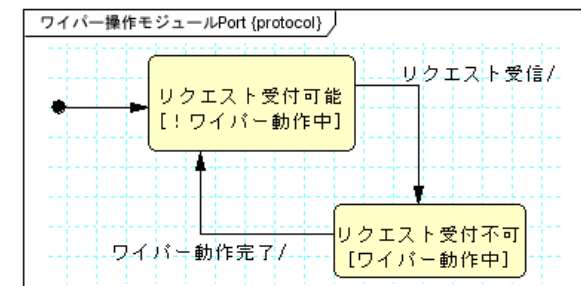 ワイパー操作モジュールPort {protocol}
リクエスト受信/
リクエスト受付可能
[！ワイパー動作中]
リクエスト受付不可
[ワイパー動作中]
ワイパー動作完了/